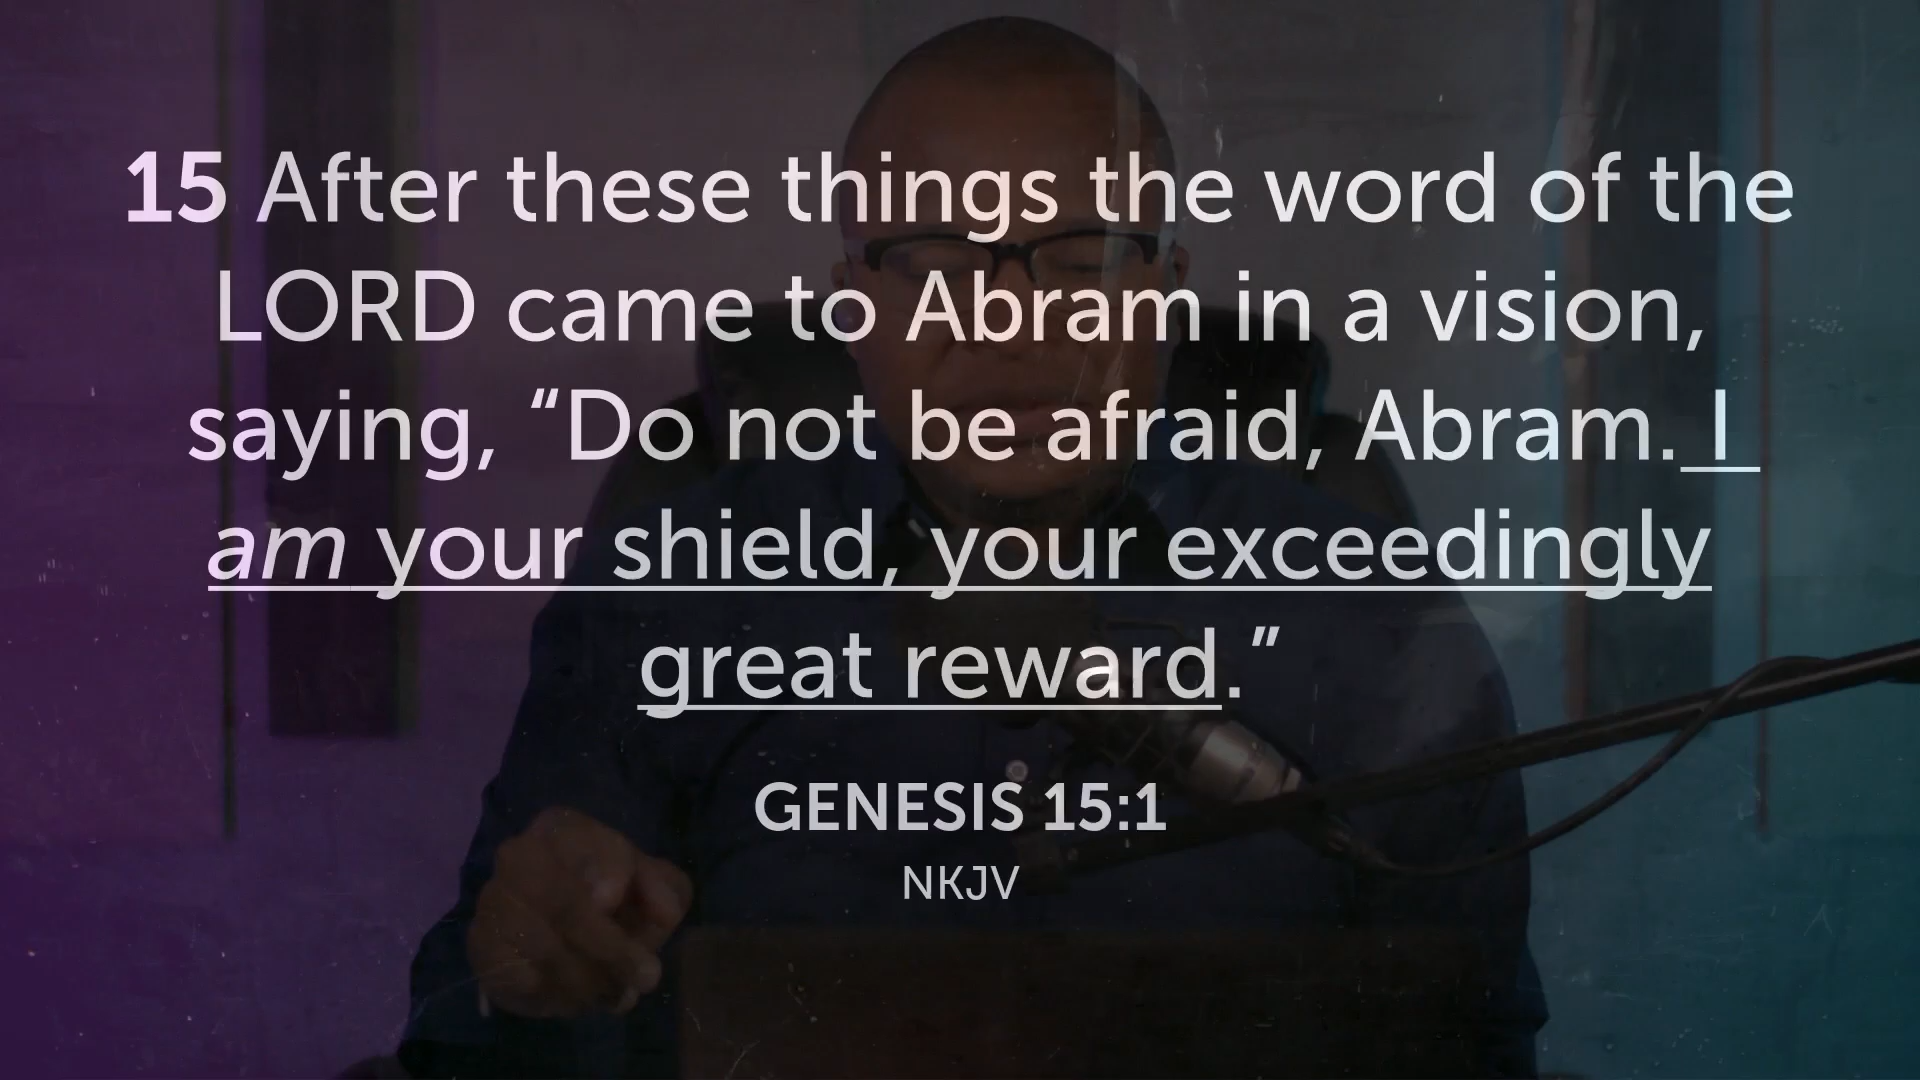 15 After these things the word of the
LORD came to Abram in a vision,
saying, “Do not be afraid, Abram. I
am your shield, your exceedingly
great reward.”
GENESIS 15:1
NKJV